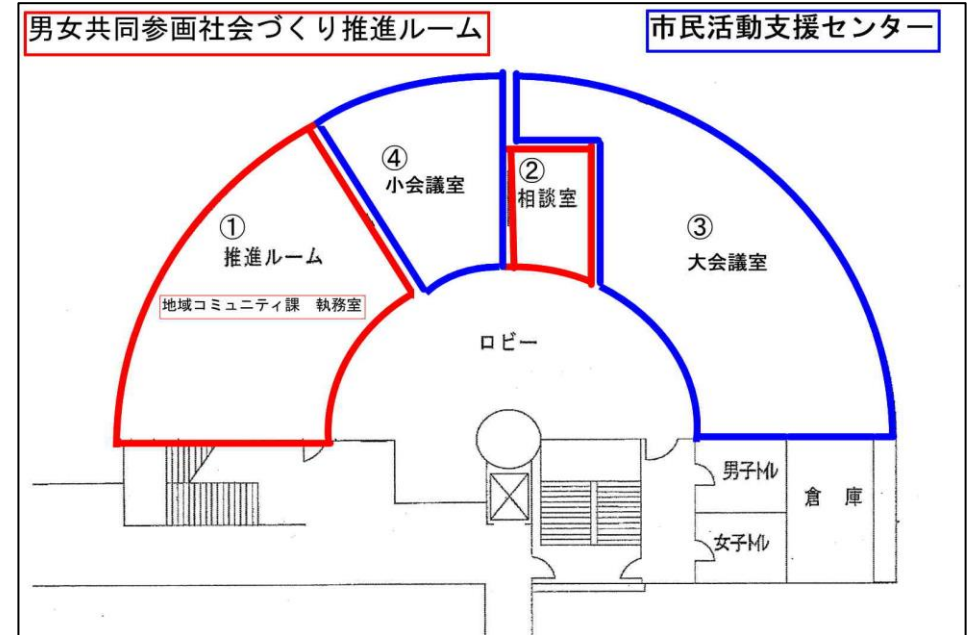 男女共同参画社会づくり推進ルーム
市民活動支援センター
④
小会議室
②
相談室
①
推進ルーム
地域コミュニティ課 執務室
③
大会議室
ロビー
男子トイレ
倉 庫
女子トイレ